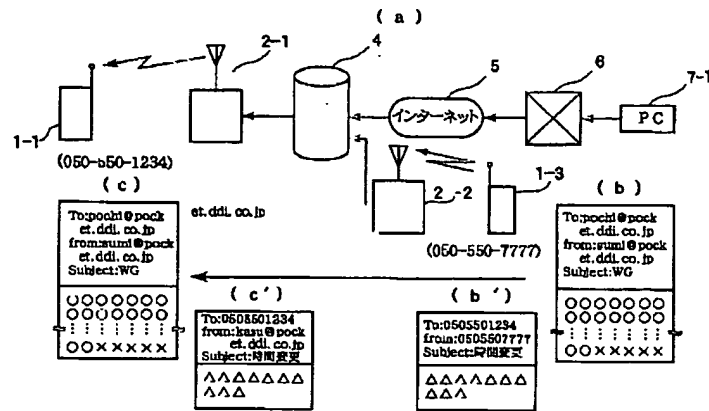 ( a )
2-1
4
5
6
7-1
インターネット
PC
1-1
(050-b50-1234)
2 -2
1-3
(050-550-7777)
( c )
To:poohi@pock
et.ddi.co.jp
from:sumi@pock
et.ddi.co.jp
Subject:WG
○○○○○○○
○○○○○○○
○○×××××
et.ddi.co.jp
( b )
To:pochi@pock
et.ddi.co.jp
from:sumi@pock
et.ddi.co.jp
Subject:WG
○○○○○○○
○○○○○○○
○○×××××
( c′ )
To:0508501234
from:kasu@pock
et.ddi.co.jp
Subject:時間変更
( b′ )
To:0505501234
from:0505507777
Subject:時間変更